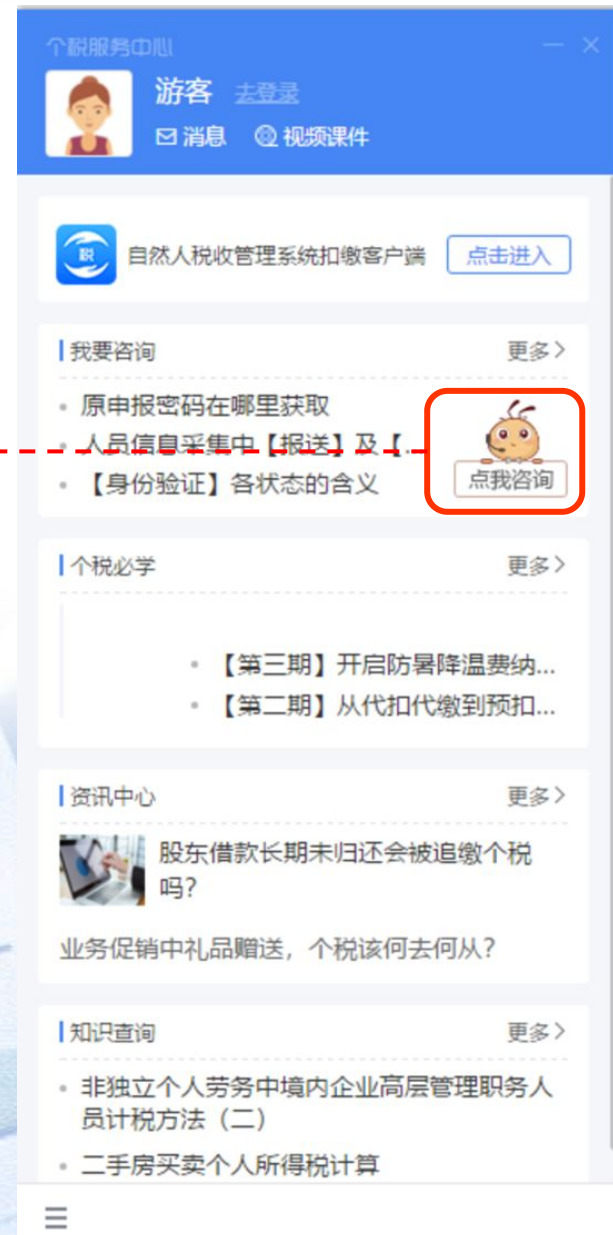 个税服务中心
游客 去登录
消息 视频课件
税
自然人税收管理系统扣缴客户端 点击进入
我要咨询 更多>
原申报密码在哪里获取
人员信息采集中【报送】及【...
【身份验证】各状态的含义
点我咨询
个税必学 更多>
【第三期】开启防暑降温费纳...
【第二期】从代扣代缴到预扣...
资讯中心 更多>
股东借款长期未归还会被追缴个税
吗?
业务促销中礼品赠送,个税该何去何从?
知识查询 更多>
非独立个人劳务中境内企业高层管理职务人
员计税方法(二)
二手房买卖个人所得税计算